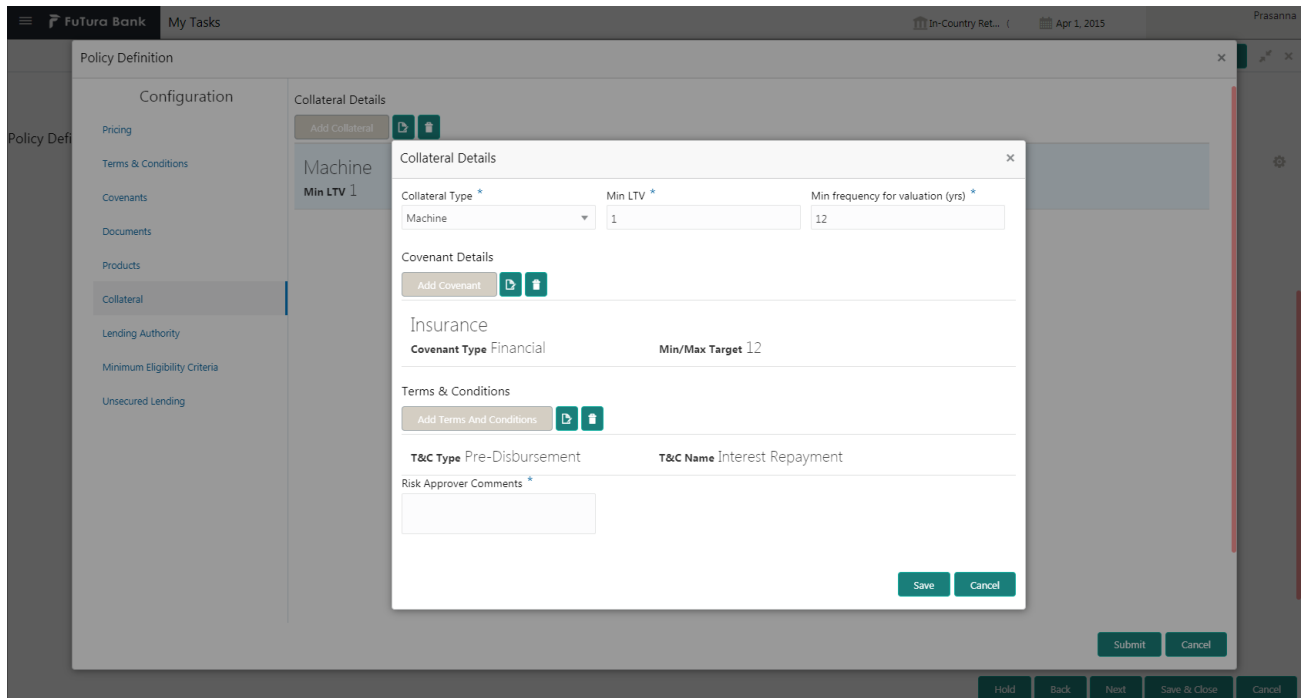 FuTura Bank My Tasks In-Country Ret... ( Apr 1, 2015 Prasanna
Policy Definition
Configuration
Collateral Details
Pricing
Add Collateral
Policy Defi
Terms & Conditions
Machine
Min LTV 1
Covenants
Documents
Products
Collateral
Lending Authority
Minimum Eligibility Criteria
Unsecured Lending
Collateral Details
Collateral Type * Min LTV * Min frequency for valuation (yrs) *
Machine 1 12
Covenant Details
Add Covenant
Insurance
Covenant Type Financial Min/Max Target 12
Terms & Conditions
Add Terms And Conditions
T&C Type Pre-Disbursement T&C Name Interest Repayment
Risk Approver Comments *
Save Cancel
Submit Cancel
Hold Back Next Save & Close Cancel